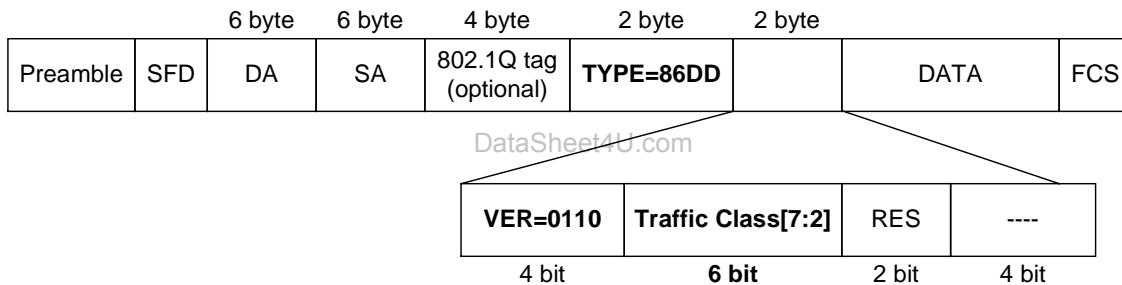 6 byte 6 byte 4 byte 2 byte 2 byte
Preamble SFD DA SA 802.1Q tag (optional) TYPE=86DD DATA FCS
DataSheet4U.com
VER=0110 Traffic Class[7:2] RES ----
4 bit 6 bit 2 bit 4 bit